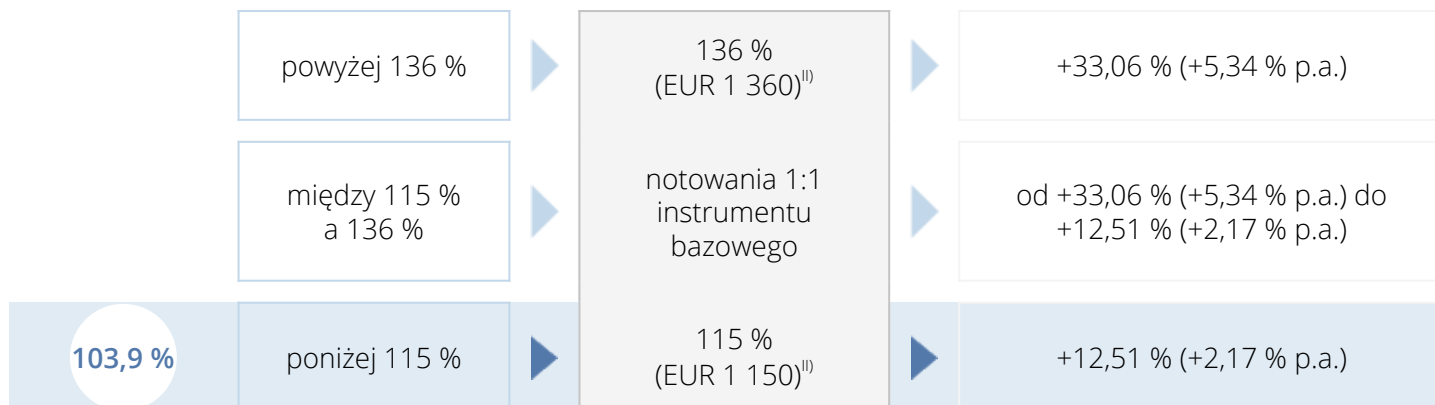 powyżej 136 %
136 %
(EUR 1 360)II)
+33,06 % (+5,34 % p.a.)
między 115 %
a 136 %
notowania 1:1
instrumentu
bazowego
od +33,06 % (+5,34 % p.a.) do
+12,51 % (+2,17 % p.a.)
103,9 %
poniżej 115 %
115 %
(EUR 1 150)II)
+12,51 % (+2,17 % p.a.)